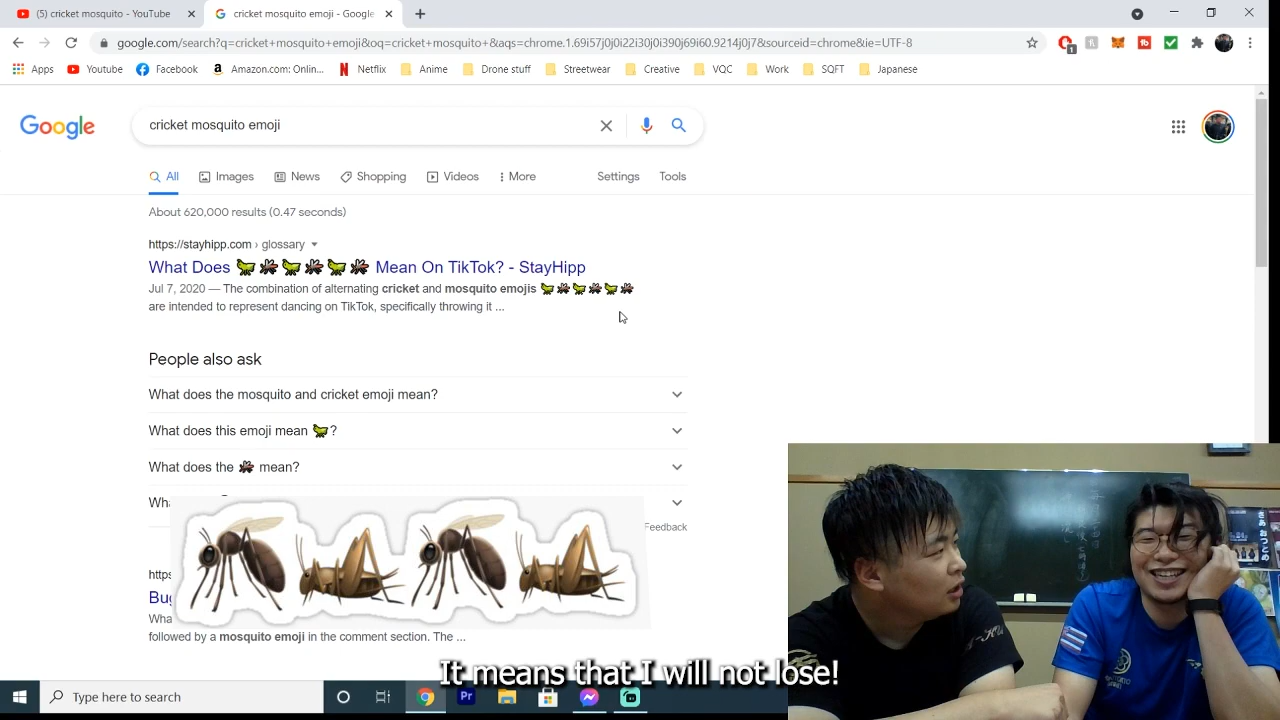 (5) cricket mosquito - YouTube
cricket mosquito emoji - Google
google.com/search?q=cricket+mosquito+emoji&q=cricket+mosquito+&aqs=chrome.1.69i57j0j0i22i30j0i390j69i60.9214j0j7&sourceid=chrome&ie=UTF-8
Apps
Youtube
Facebook
Amazon.com: Onlin...
Netflix
Anime
Drone stuff
Streetwear
Creative
VQC
Work
SQFT
Japanese
Google
cricket mosquito emoji
All
Images
News
Shopping
Videos
More
Settings
Tools
About 620,000 results (0.47 seconds)
https://stayhipp.com › glossary
What Does 🦗🦟🦗🦟🦗🦟 Mean On TikTok? - StayHipp
Jul 7, 2020 — The combination of alternating cricket and mosquito emojis 🦗🦟🦗🦟🦗🦟
are intended to represent dancing on TikTok, specifically throwing it ...
People also ask
What does the mosquito and cricket emoji mean?
What does this emoji mean 🦗?
What does the 🦟 mean?
Feedback
followed by a mosquito emoji in the comment section. The ...
It means that I will not lose!
Type here to search